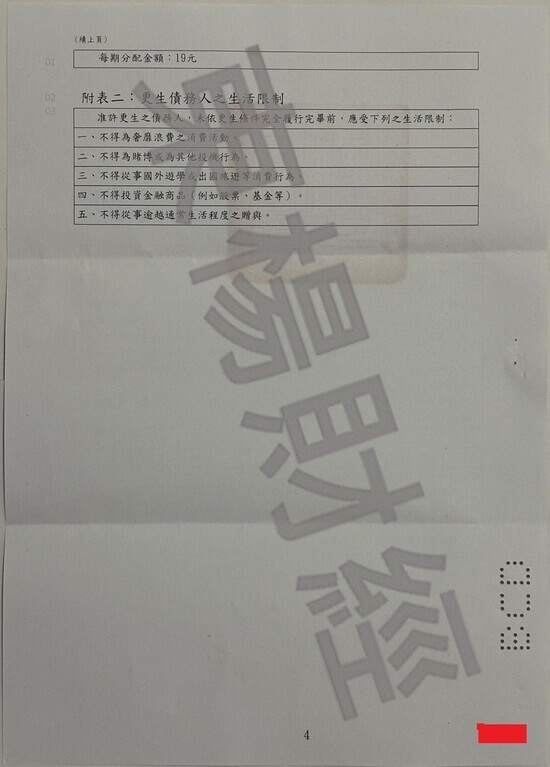 (續上頁)
01
每期分配金額：19元
02
附表二：更生債務人之生活限制
03
准許更生之債務人，未依更生條件完全履行完畢前，應受下列之生活限制：
一、不得為奢靡浪費之消費活動。
二、不得為賭博或為其他投機行為。
三、不得從事國外遊學或出國旅遊等消費行為。
四、不得投資金融商品（例如股票、基金等）。
五、不得從事逾越通常生活程度之贈與。
楊財經
4